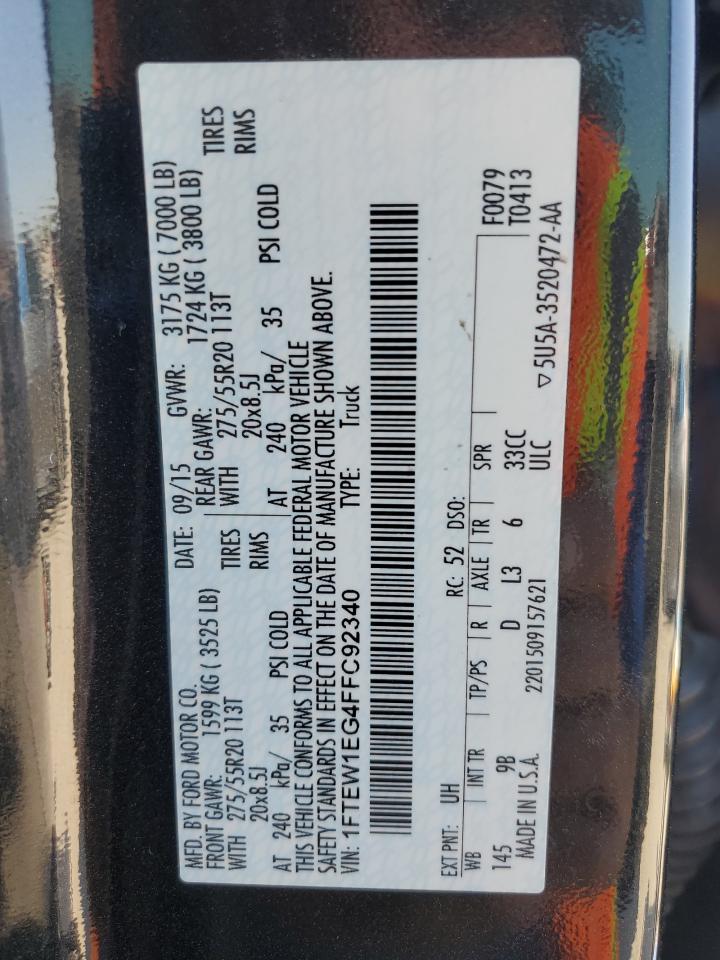 MFD. BY FORD MOTOR CO.
DATE: 09/15 GVWR: 3175 KG ( 7000 LB)
FRONT GAWR: 1599 KG ( 3525 LB) REAR GAWR: 1724 KG ( 3800 LB)
WITH 275/55R20 113T TIRES WITH 275/55R20 113T TIRES
20x8.5J RIMS 20x8.5J RIMS
AT 240 kPa/ 35 PSI COLD AT 240 kPa/ 35 PSI COLD
THIS VEHICLE CONFORMS TO ALL APPLICABLE FEDERAL MOTOR VEHICLE
SAFETY STANDARDS IN EFFECT ON THE DATE OF MANUFACTURE SHOWN ABOVE.
VIN: 1FTEW1EG4FFC92340 TYPE: Truck
EXT PNT: UH RC: 52 DSO:
WB INT TR TP/PS R AXLE TR SPR F0079
145 9B D L3 6 33CC T0413
MADE IN U.S.A. 2201509157621 ULC
▽ 5U5A-3520472-AA